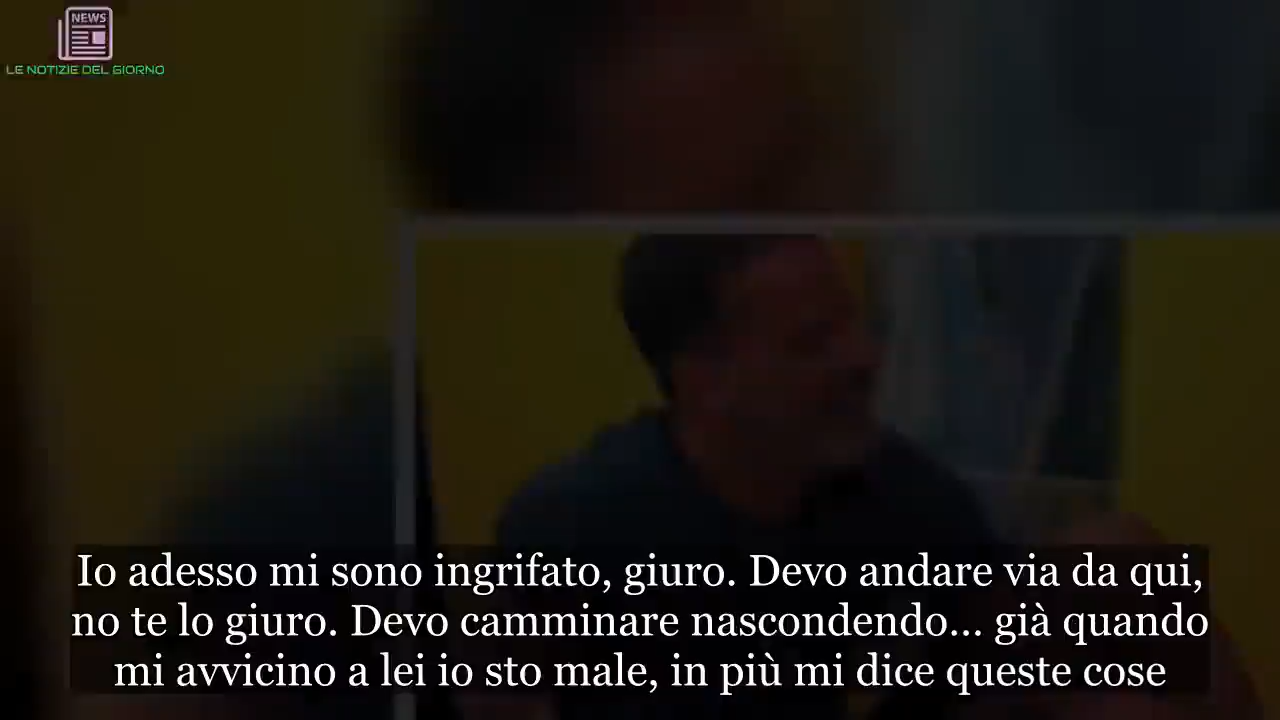 NEWS
LE NOTIZIE DEL GIORNO
Io adesso mi sono ingrifato, giuro. Devo andare via da qui,
no te lo giuro. Devo camminare nascondendo... già quando
mi avvicino a lei io sto male, in più mi dice queste cose